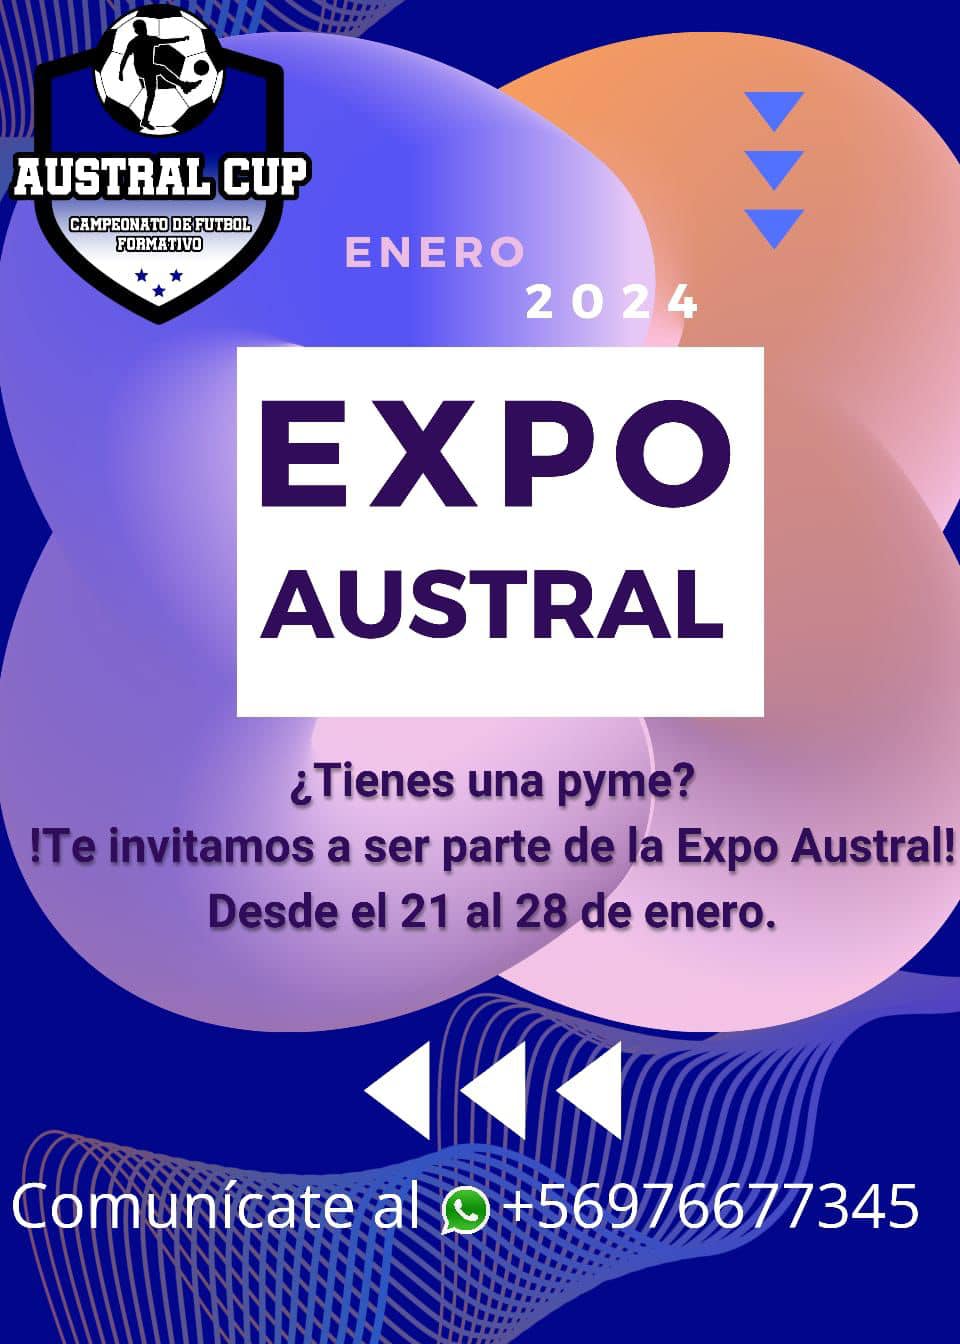 AUSTRAL CUP
CAMPEONATO DE FUTBOL
FORMATIVO
ENERO
2024
EXPO
AUSTRAL
¿Tienes una pyme?
!Te invitamos a ser parte de la Expo Austral!
Desde el 21 al 28 de enero.
Comunícate al +56976677345